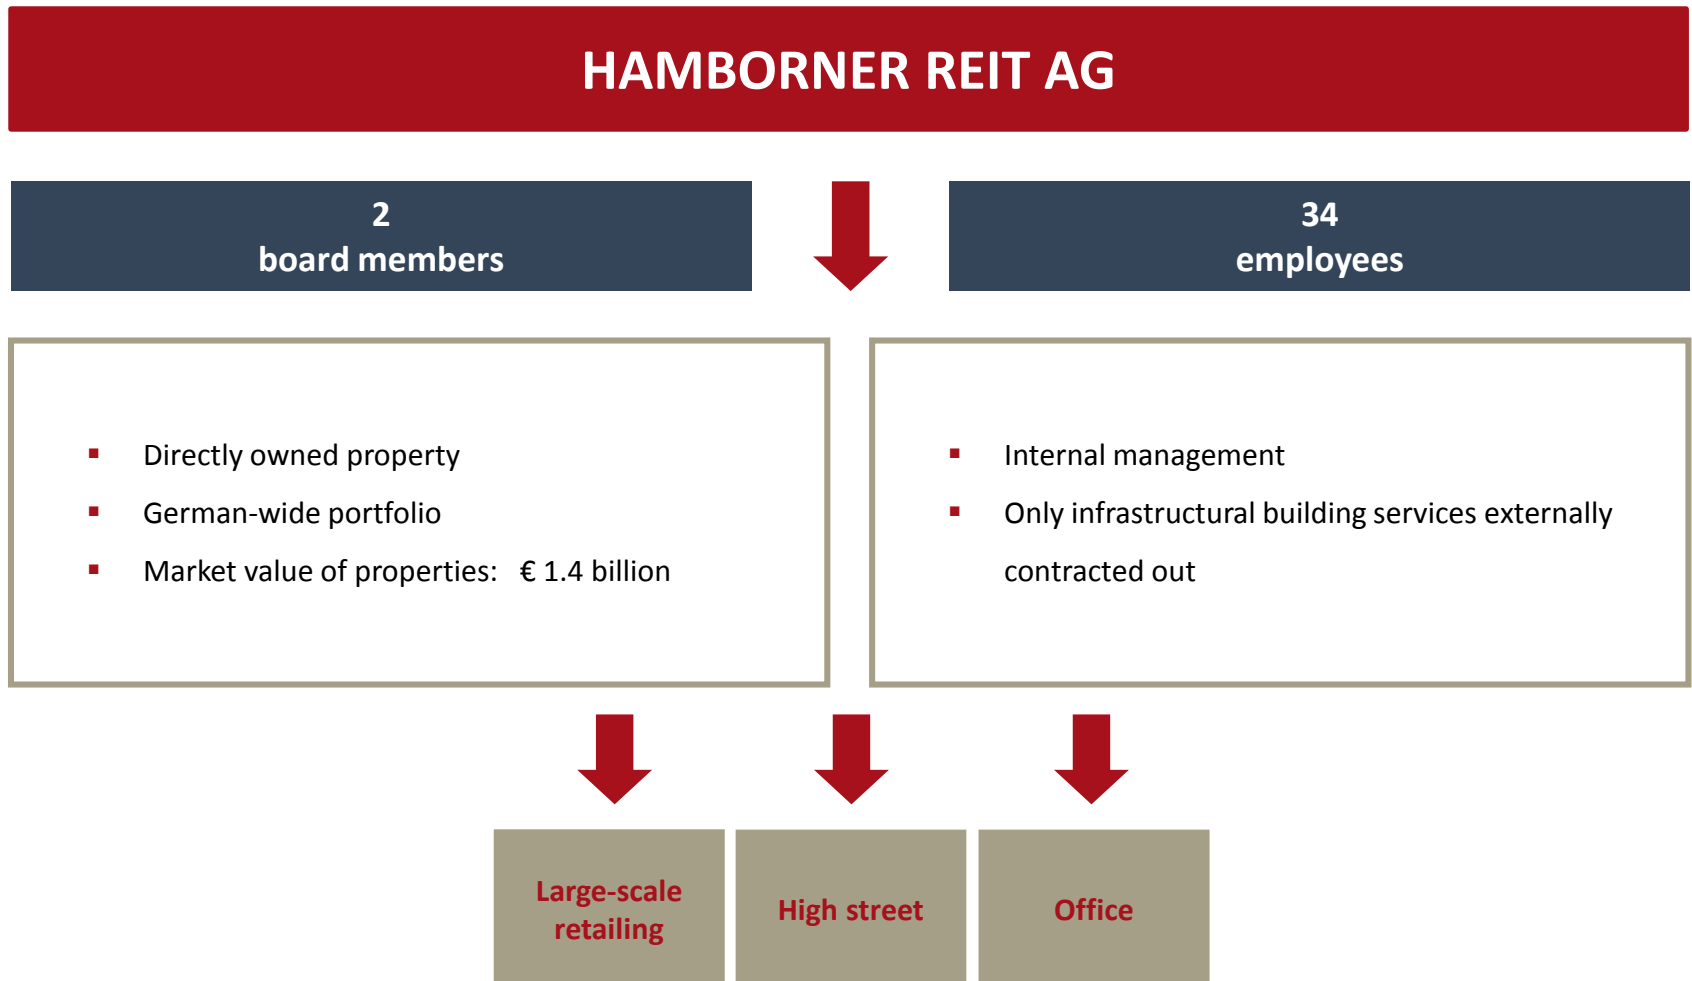 HAMBORNER REIT AG
2
board members
34
employees
▪ Directly owned property
▪ German-wide portfolio
▪ Market value of properties: € 1.4 billion
▪ Internal management
▪ Only infrastructural building services externally
contracted out
Large-scale
retailing
High street
Office